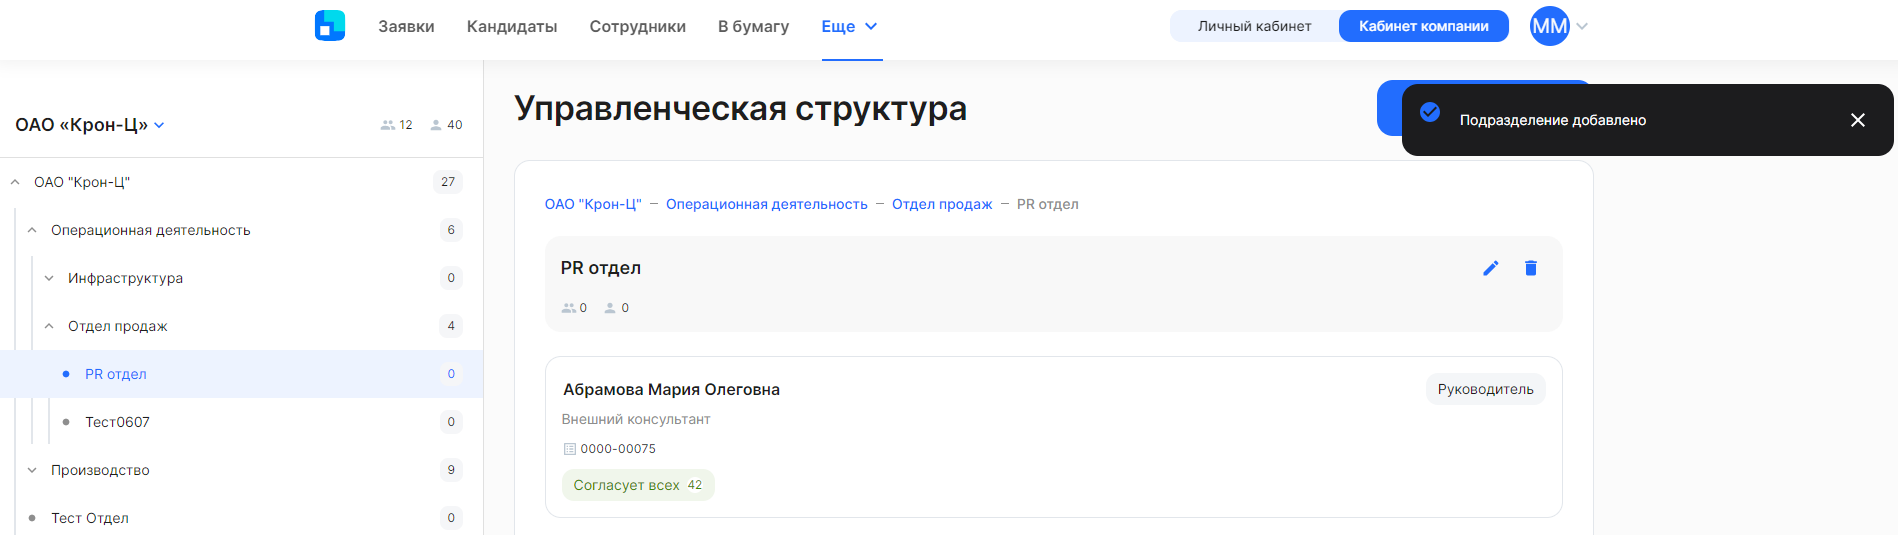 Заявки Кандидаты Сотрудники В бумагу Еще Личный кабинет Кабинет компании ММ
ОАО «Крон-Ц» 12 40
Управленческая структура
Подразделение добавлено
ОАО "Крон-Ц" 27
Операционная деятельность 6
Инфраструктура 0
Отдел продаж 4
PR отдел 0
Тест0607 0
Производство 9
Тест Отдел 0
ОАО "Крон-Ц" – Операционная деятельность – Отдел продаж – PR отдел
PR отдел
0 0
Абрамова Мария Олеговна Руководитель
Внешний консультант
0000-00075
Согласует всех 42